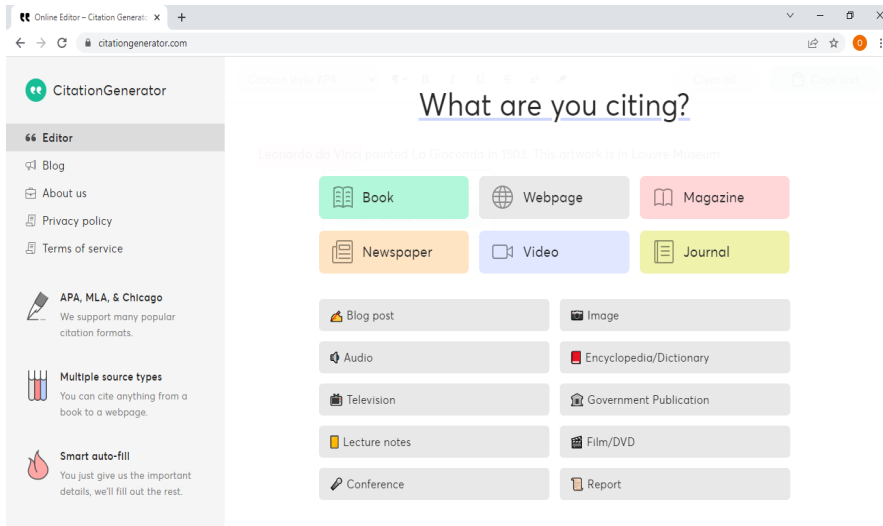 Online Editor – Citation Generato
citationgenerator.com
O
CitationGenerator
Editor
Blog
About us
Privacy policy
Terms of service
APA, MLA, & Chicago
We support many popular
citation formats.
Multiple source types
You can cite anything from a
book to a webpage.
Smart auto-fill
You just give us the important
details, we'll fill out the rest.
What are you citing?
Leonardo da Vinci painted La Gioconda in 1503. This artwork is in Louvre Museum.
Book Webpage Magazine
Newspaper Video Journal
Blog post Image
Audio Encyclopedia/Dictionary
Television Government Publication
Lecture notes Film/DVD
Conference Report